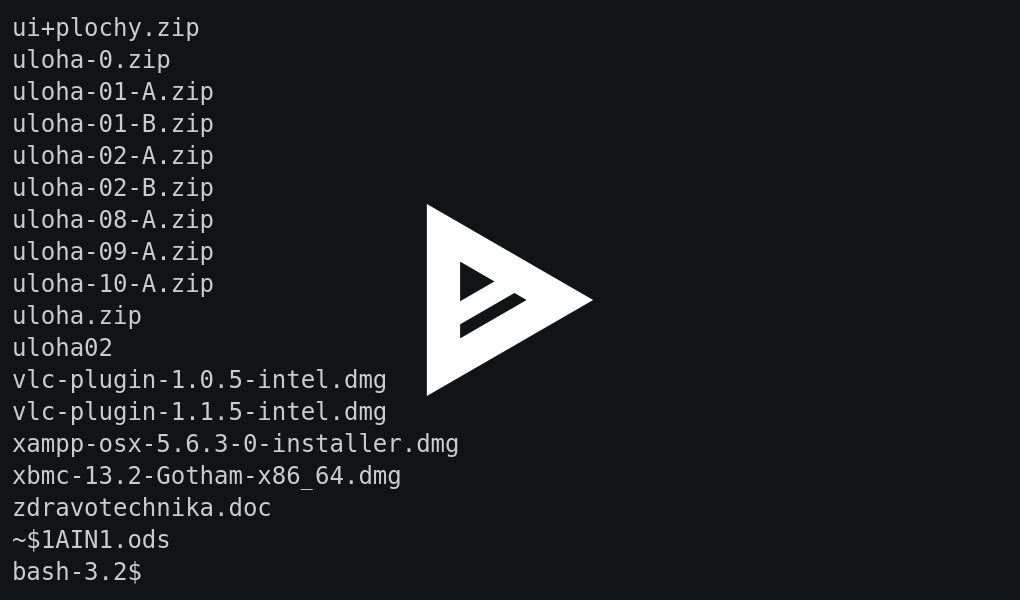 ui+plochy.zip
uloha-0.zip
uloha-01-A.zip
uloha-01-B.zip
uloha-02-A.zip
uloha-02-B.zip
uloha-08-A.zip
uloha-09-A.zip
uloha-10-A.zip
uloha.zip
uloha02
vlc-plugin-1.0.5-intel.dmg
vlc-plugin-1.1.5-intel.dmg
xampp-osx-5.6.3-0-installer.dmg
xbmc-13.2-Gotham-x86_64.dmg
zdravotechnika.doc
~$1AIN1.ods
bash-3.2$